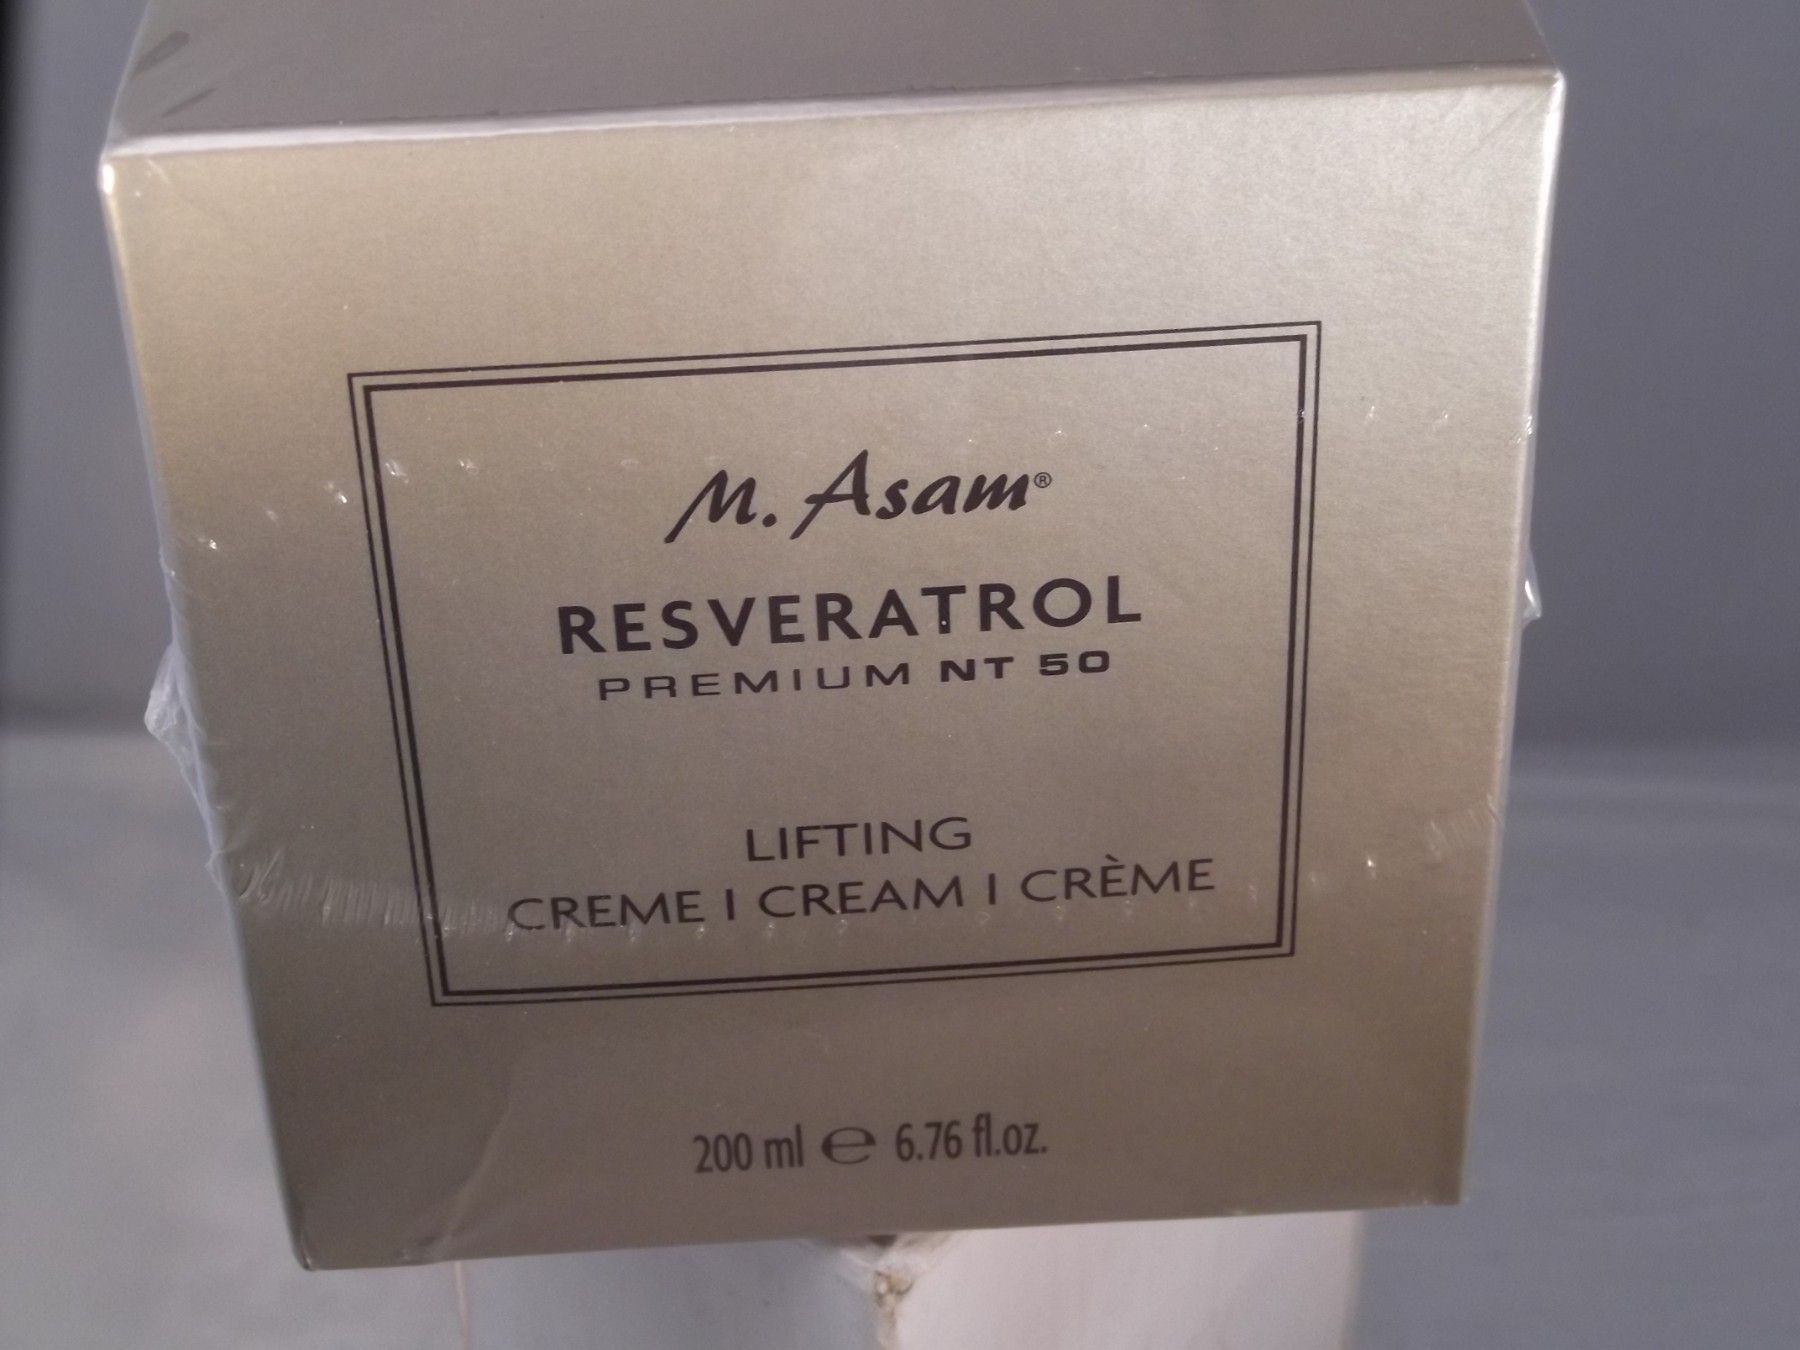 M. Asam®
RESVERATROL
PREMIUM NT 50
LIFTING
CREME I CREAM I CRÈME
200 ml ℮ 6.76 fl.oz.